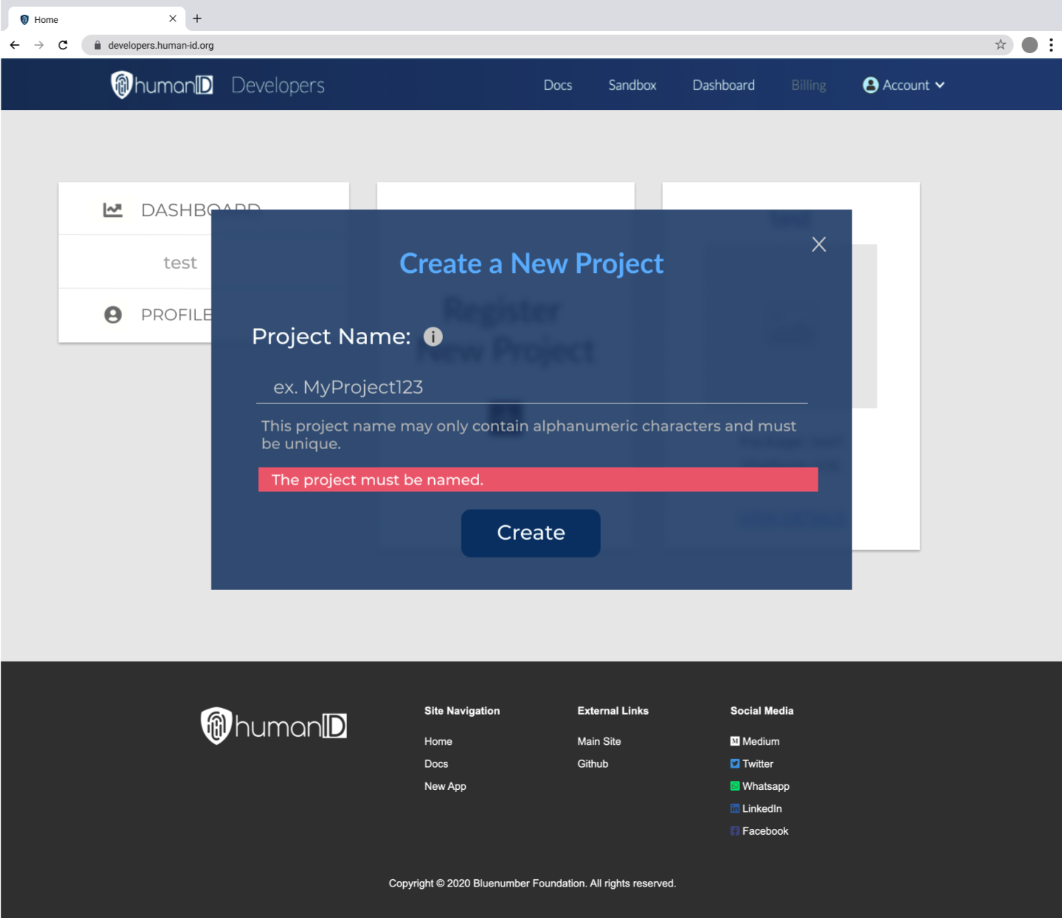 Home
developers.human-id.org
humanID Developers
Docs Sandbox Dashboard Billing Account
DASHBOARD
test
PROFILE
test
Register
New Project
Create a New Project
Project Name: i
ex. MyProject123
This project name may only contain alphanumeric characters and must
be unique.
The project must be named.
Create
humanID
Site Navigation
Home
Docs
New App
External Links
Main Site
Github
Social Media
Medium
Twitter
Whatsapp
LinkedIn
Facebook
Copyright © 2020 Bluenumber Foundation. All rights reserved.